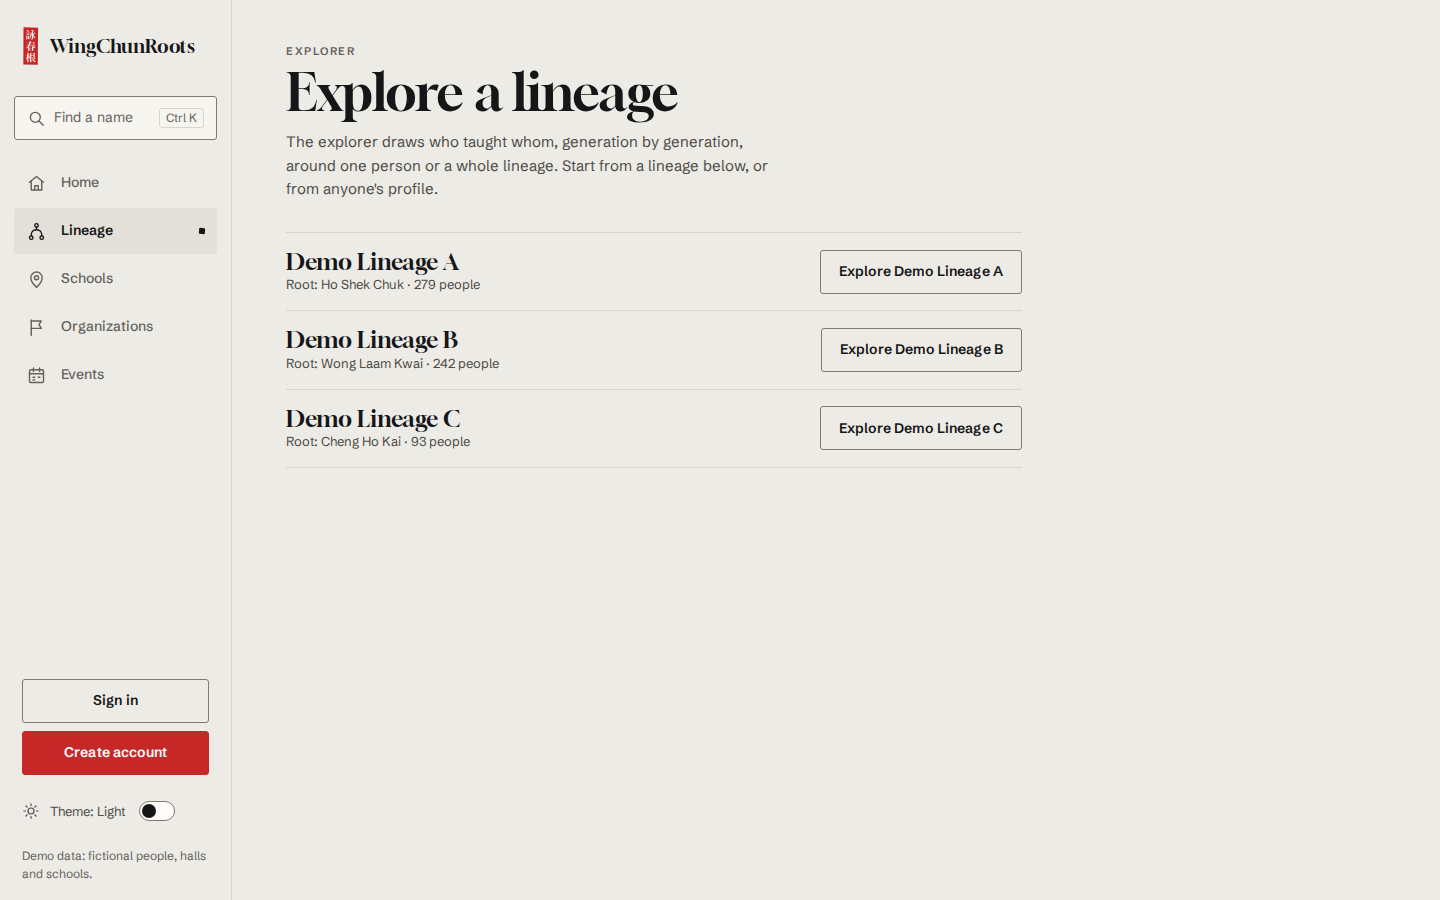 詠春根
WingChunRoots
Find a name
Ctrl K
Home
Lineage
Schools
Organizations
Events
Sign in
Create account
Theme: Light
Demo data: fictional people, halls
and schools.
EXPLORER
Explore a lineage
The explorer draws who taught whom, generation by generation,
around one person or a whole lineage. Start from a lineage below, or
from anyone's profile.
Demo Lineage A
Root: Ho Shek Chuk · 279 people
Explore Demo Lineage A
Demo Lineage B
Root: Wong Laam Kwai · 242 people
Explore Demo Lineage B
Demo Lineage C
Root: Cheng Ho Kai · 93 people
Explore Demo Lineage C